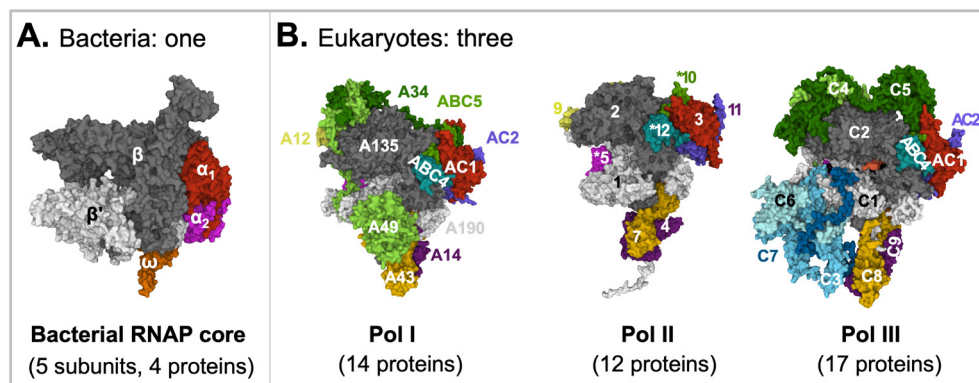 A. Bacteria: one
β
α1
β'
α2
ω
Bacterial RNAP core
(5 subunits, 4 proteins)
B. Eukaryotes: three
A34
ABC5
A12
AC2
A135
ABC4
AC1
A49
A190
A14
A43
Pol I
(14 proteins)
*10
9
2
3
11
*12
*5
1
7
4
Pol II
(12 proteins)
C4
C5
C2
AC2
ABC4
AC1
C6
C1
C7
C3
C8
C9
Pol III
(17 proteins)